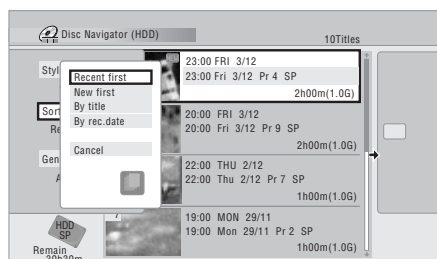 Disc Navigator (HDD)
10Titles
Styl
Recent first
New first
By title
By rec.date
Cancel
Sort
Re
Gen
23:00 FRI 3/12
23:00 Fri 3/12 Pr 4 SP
2h00m(1.0G)
20:00 FRI 3/12
20:00 Fri 3/12 Pr 9 SP
2h00m(1.0G)
22:00 THU 2/12
22:00 Thu 2/12 Pr 7 SP
1h00m(1.0G)
7
19:00 MON 29/11
19:00 Mon 29/11 Pr 2 SP
1h00m(1.0G)
HDD
SP
Remain
30h30m